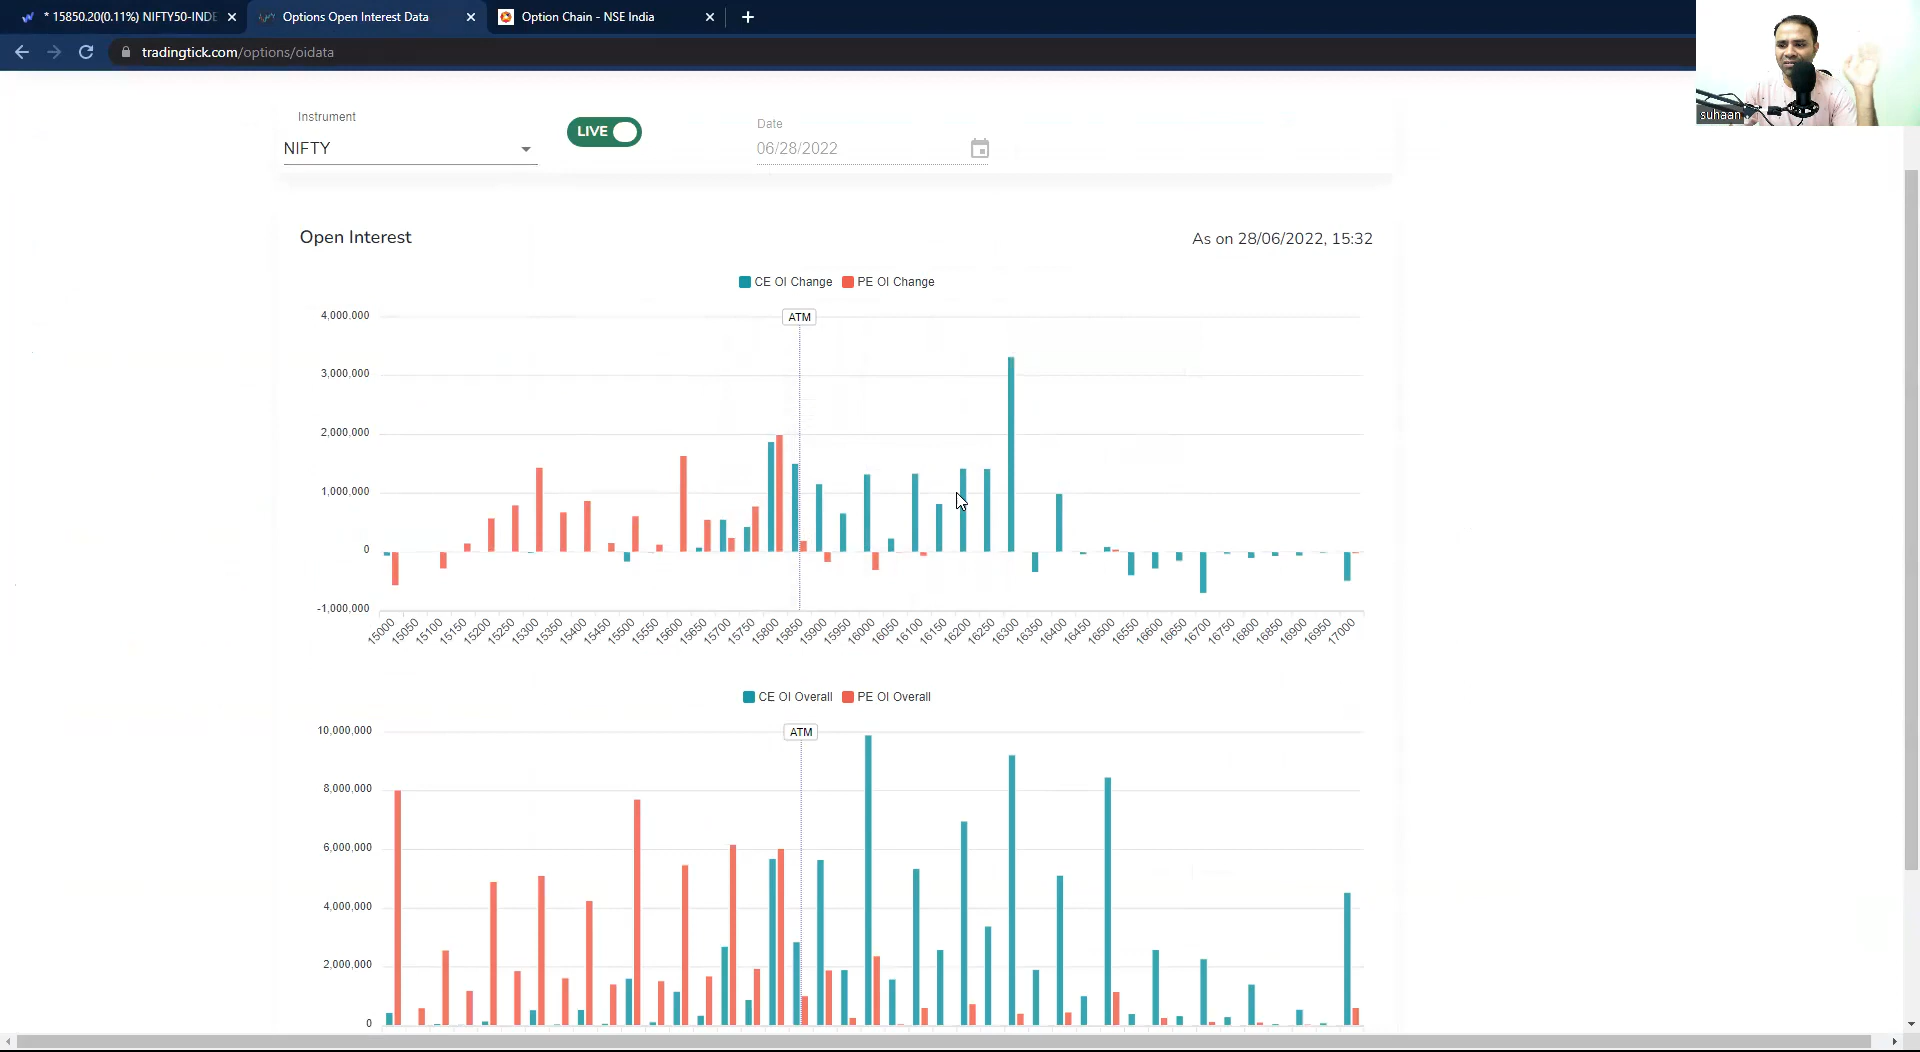 * 15850.20(0.11%) NIFTY50-INDE
Options Open Interest Data
Option Chain - NSE India
tradingtick.com/options/oidata
suhaan
Instrument
NIFTY
LIVE
Date
06/28/2022
Open Interest
As on 28/06/2022, 15:32
CE OI Change PE OI Change
ATM
4,000,000
3,000,000
2,000,000
1,000,000
0
-1,000,000
15000 15050 15100 15150 15200 15250 15300 15350 15400 15450 15500 15550 15600 15650 15700 15750 15800 15850 15900 15950 16000 16050 16100 16150 16200 16250 16300 16350 16400 16450 16500 16550 16600 16650 16700 16750 16800 16850 16900 16950 17000
CE OI Overall PE OI Overall
ATM
10,000,000
8,000,000
6,000,000
4,000,000
2,000,000
0